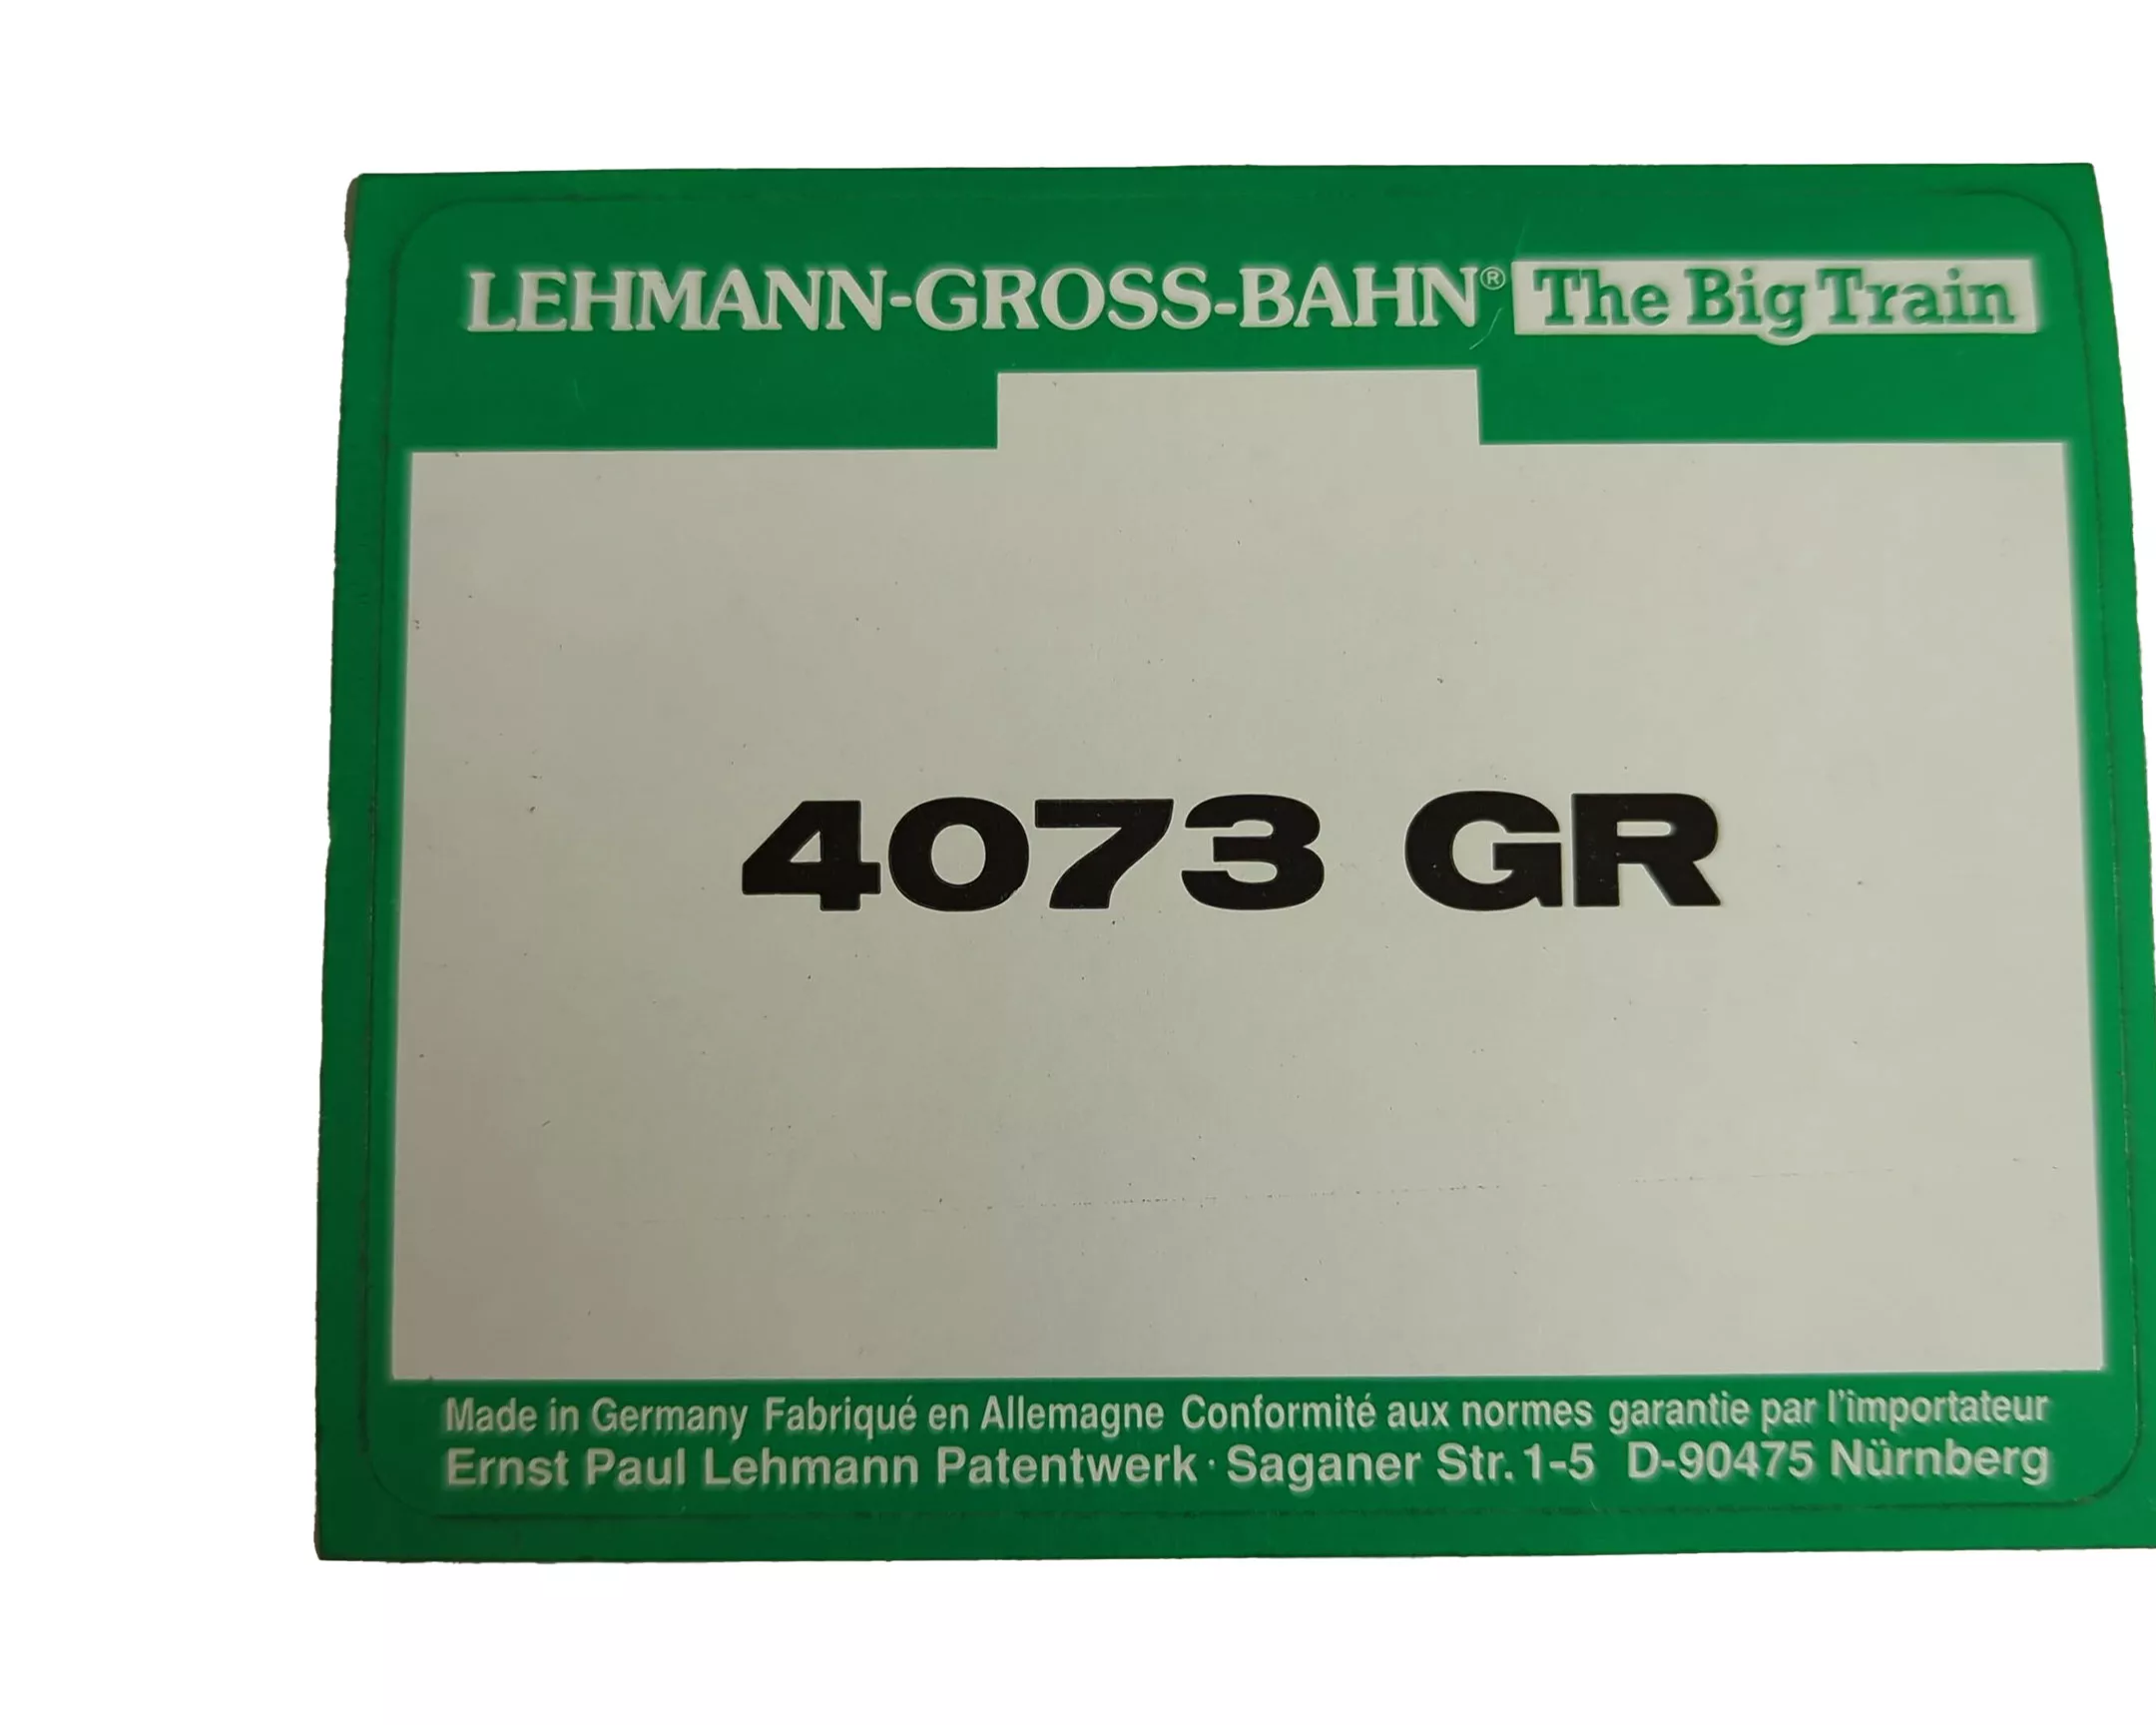 LEHMANN-GROSS-BAHN® The Big Train
4073 GR
Made in Germany Fabriqué en Allemagne Conformité aux normes garantie par l'importateur
Ernst Paul Lehmann Patentwerk · Saganer Str. 1-5 D-90475 Nürnberg